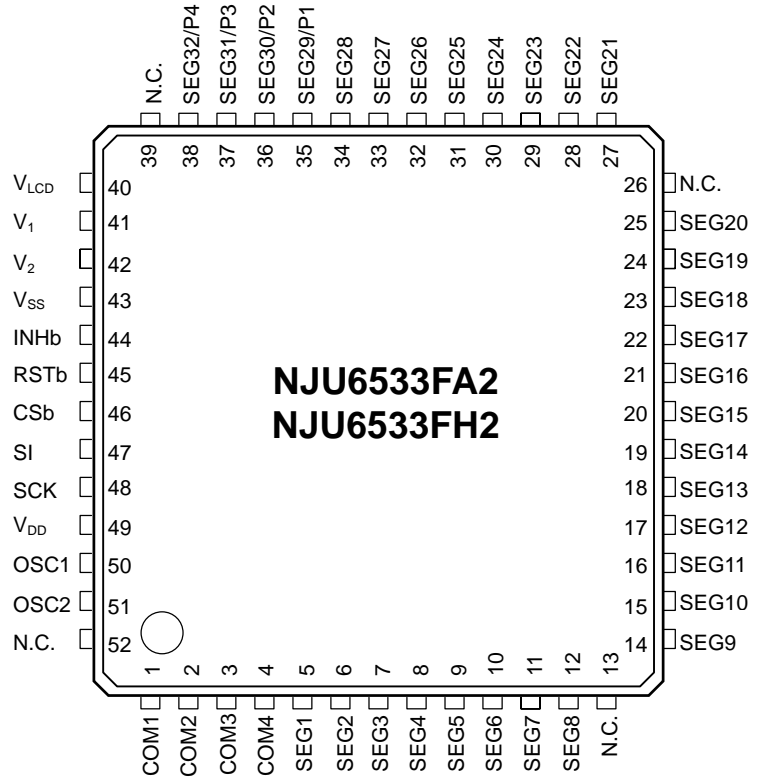 N.C.
SEG32/P4
SEG31/P3
SEG30/P2
SEG29/P1
SEG28
SEG27
SEG26
SEG25
SEG24
SEG23
SEG22
SEG21
39
38
37
36
35
34
33
32
31
30
29
28
27
VLCD 40
V1 41
V2 42
VSS 43
INHb 44
RSTb 45
CSb 46
SI 47
SCK 48
VDD 49
OSC1 50
OSC2 51
N.C. 52
NJU6533FA2
NJU6533FH2
26 N.C.
25 SEG20
24 SEG19
23 SEG18
22 SEG17
21 SEG16
20 SEG15
19 SEG14
18 SEG13
17 SEG12
16 SEG11
15 SEG10
14 SEG9
1
2
3
4
5
6
7
8
9
10
11
12
13
COM1
COM2
COM3
COM4
SEG1
SEG2
SEG3
SEG4
SEG5
SEG6
SEG7
SEG8
N.C.